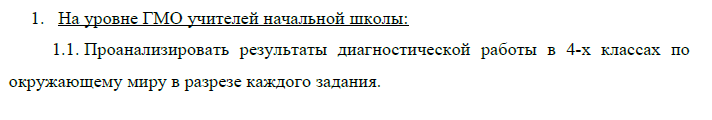 1. На уровне ГМО учителей начальной школы:
1.1. Проанализировать результаты диагностической работы в 4-х классах по
окружающему миру в разрезе каждого задания.